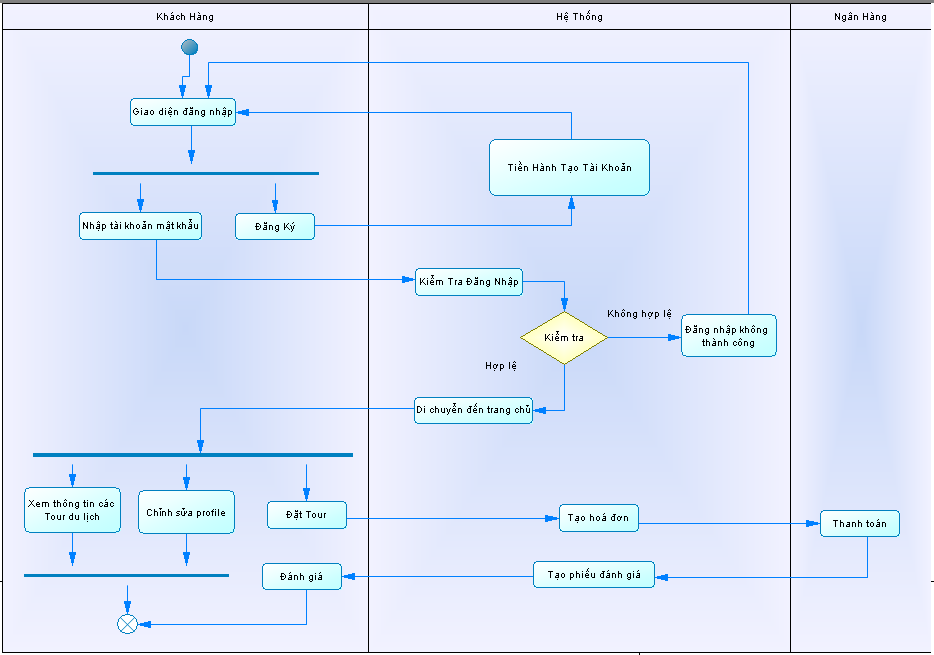 Khách Hàng
Hệ Thống
Ngân Hàng
Giao diện đăng nhập
Tiền Hành Tạo Tài Khoản
Nhập tài khoản mật khẩu
Đăng Ký
Kiểm Tra Đăng Nhập
Không hợp lệ
Đăng nhập không
thành công
Kiểm tra
Hợp lệ
Di chuyển đến trang chủ
Xem thông tin các
Tour du lịch
Chỉnh sửa profile
Đặt Tour
Tạo hoá đơn
Thanh toán
Đánh giá
Tạo phiếu đánh giá